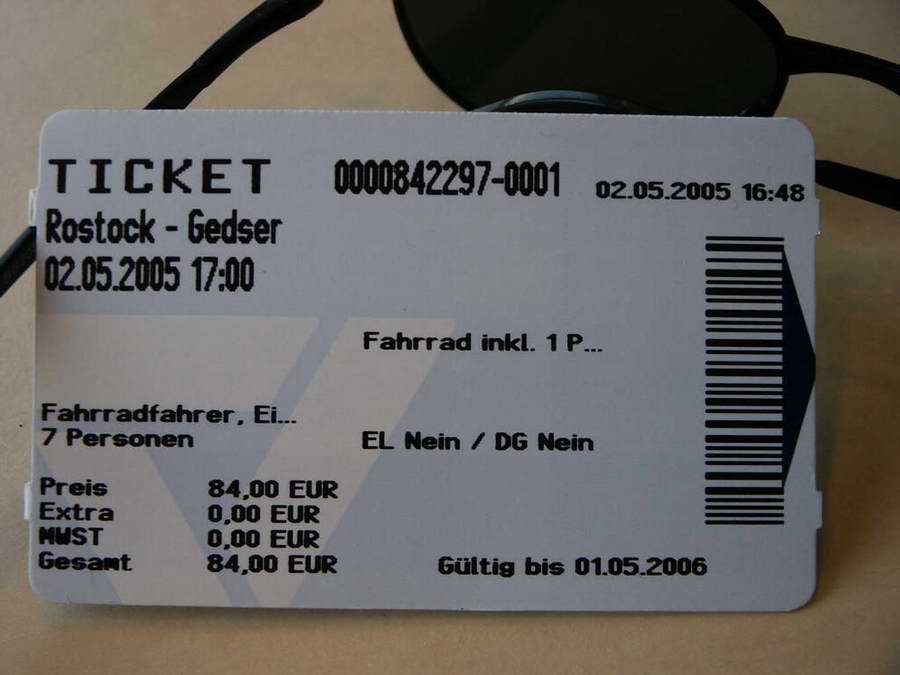 TICKET 0000842297-0001 02.05.2005 16:48
Rostock - Gedser
02.05.2005 17:00
Fahrrad inkl. 1 P...
Fahrradfahrer, Ei...
7 Personen EL Nein / DG Nein
Preis 84,00 EUR
Extra 0,00 EUR
MWST 0,00 EUR
Gesamt 84,00 EUR Gültig bis 01.05.2006